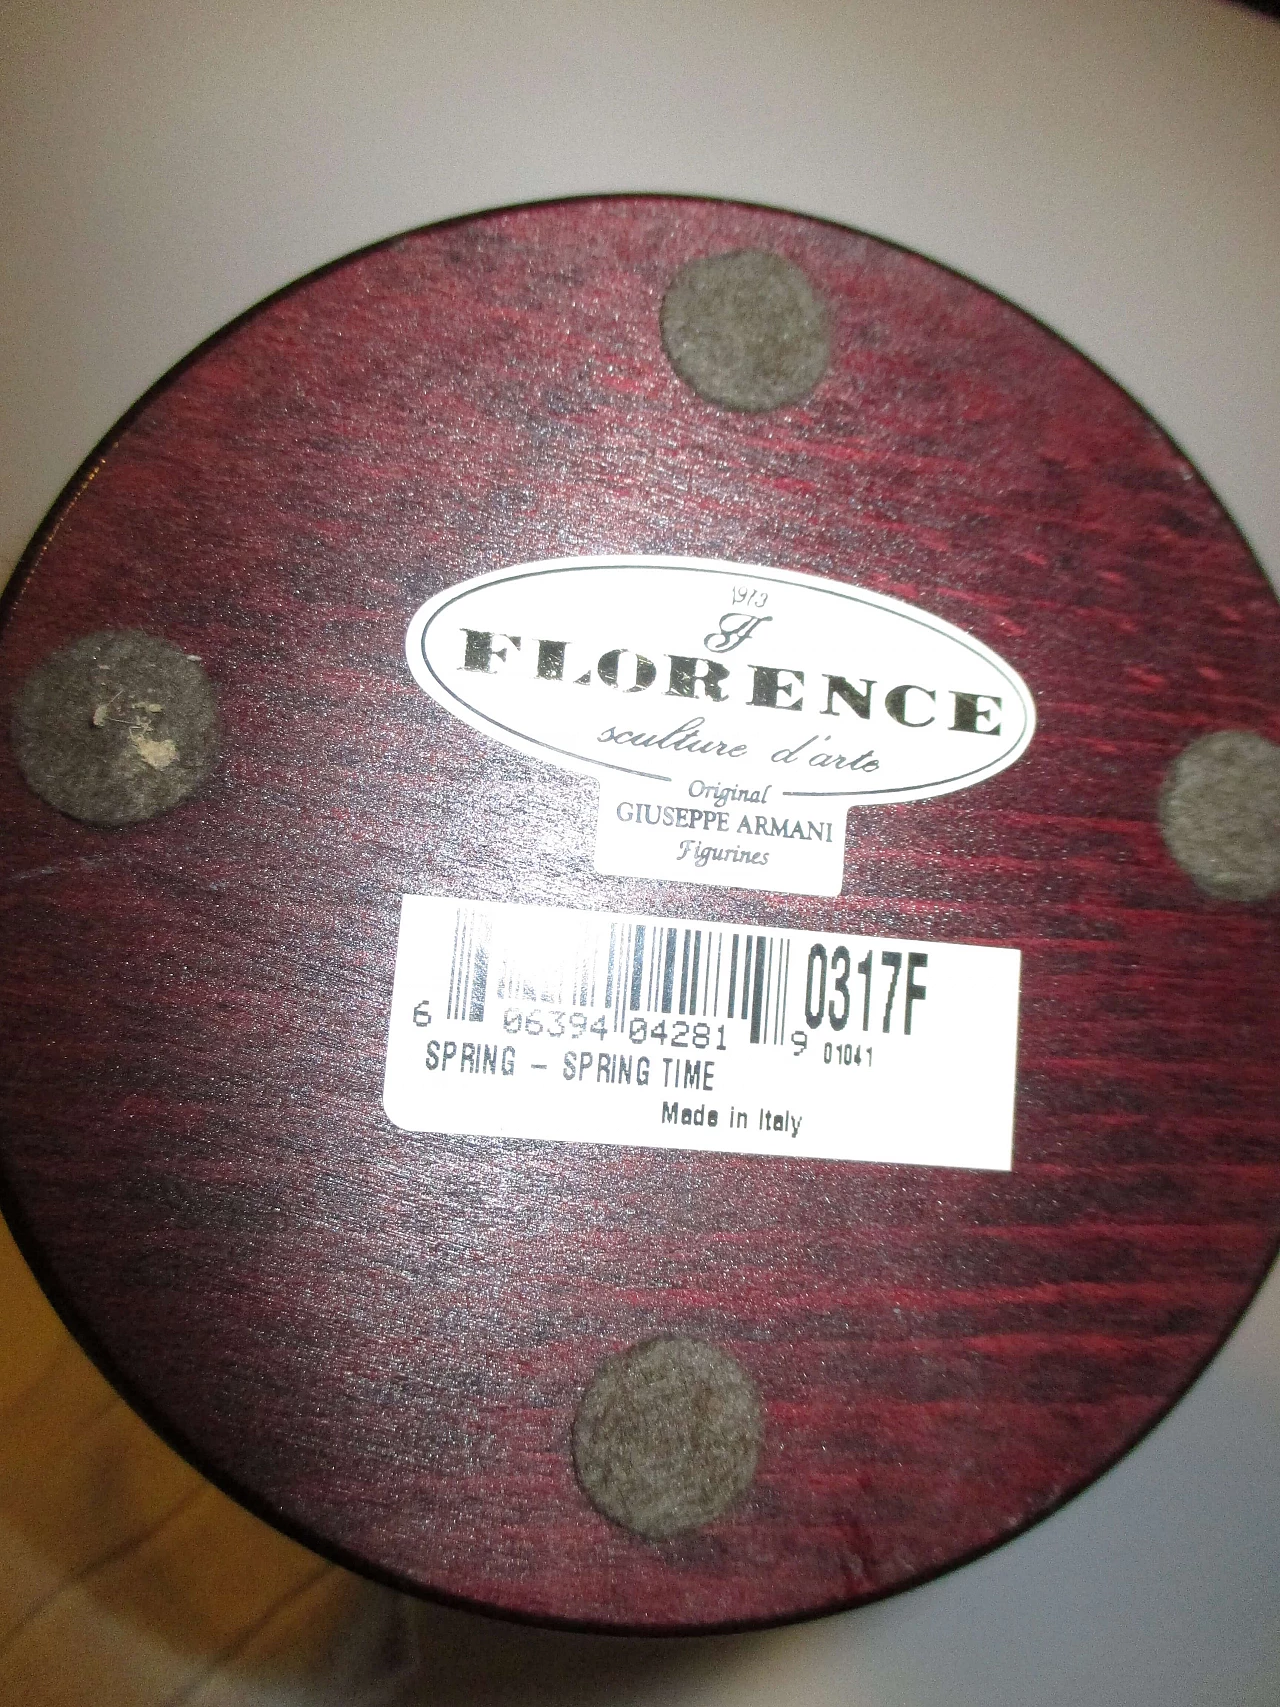 1973
FLORENCE
sculture d'arte
Original
GIUSEPPE ARMANI
Figurines
0317F
6 06394 04281 9 01041
SPRING - SPRING TIME
Made in Italy